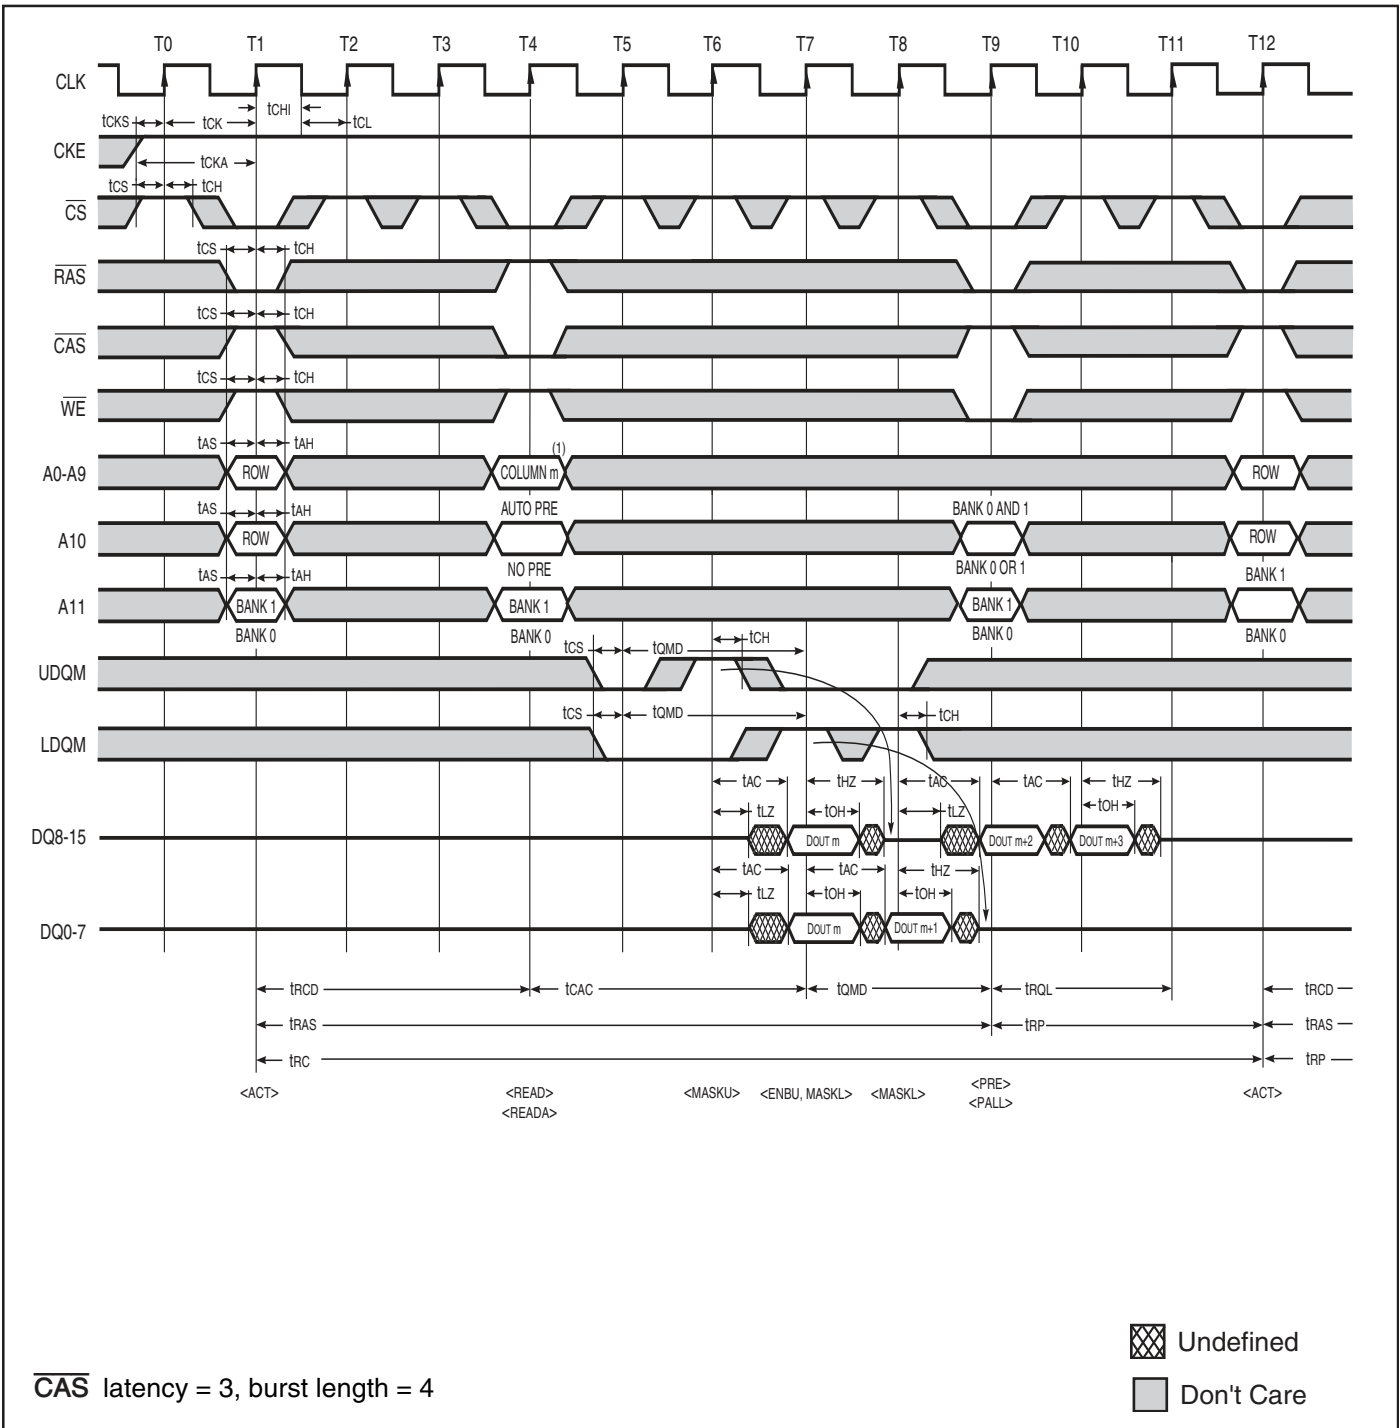 T0 T1 T2 T3 T4 T5 T6 T7 T8 T9 T10 T11 T12
CLK
tCHI
tCKS tCK tCL
CKE
tCKA
tCS tCH
CS
tCS tCH
RAS
tCS tCH
CAS
tCS tCH
WE
tAS tAH (1)
A0-A9 ROW COLUMN m ROW
tAS tAH AUTO PRE BANK 0 AND 1
A10 ROW ROW
NO PRE BANK 0 OR 1 BANK 1
tAS tAH
A11 BANK 1 BANK 1 BANK 1
BANK 0 BANK 0 BANK 0 BANK 0
tCS tQMD tCH
UDQM
tCS tQMD tCH
LDQM
tAC tHZ tAC tAC tHZ
tLZ tOH tLZ tOH
DQ8-15 DOUT m DOUT m+2 DOUT m+3
tAC tAC tHZ
tLZ tOH tOH
DQ0-7 DOUT m DOUT m+1
tRCD tCAC tQMD tRQL tRCD
tRAS tRP tRAS
tRC tRP
<ACT> <READ> <MASKU> <ENBU, MASKL> <MASKL> <PRE> <ACT>
<READA> <PALL>
Undefined
CAS latency = 3, burst length = 4
Don't Care